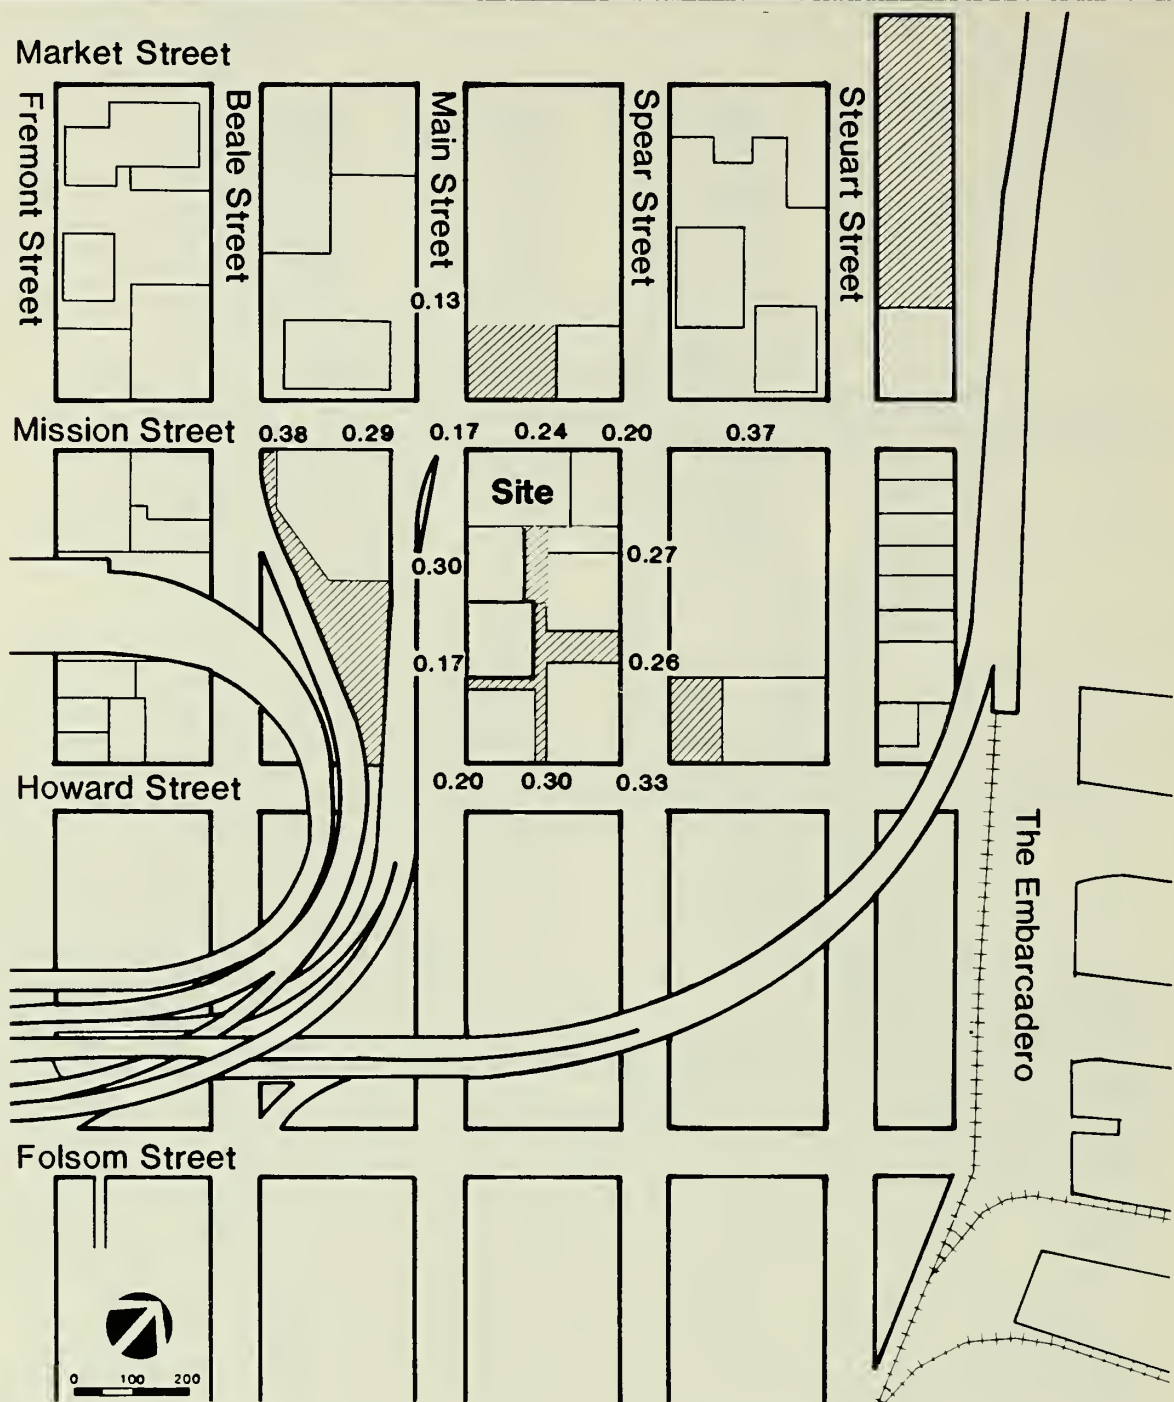 Market Street
Fremont Street
Beale Street
Main Street
Spear Street
Steuart Street
0.13
Mission Street
0.38 0.29 0.17 0.24 0.20 0.37
Site
0.30
0.27
0.17
0.26
Howard Street
0.20 0.30 0.33
The Embarcadero
Folsom Street
0 100 200